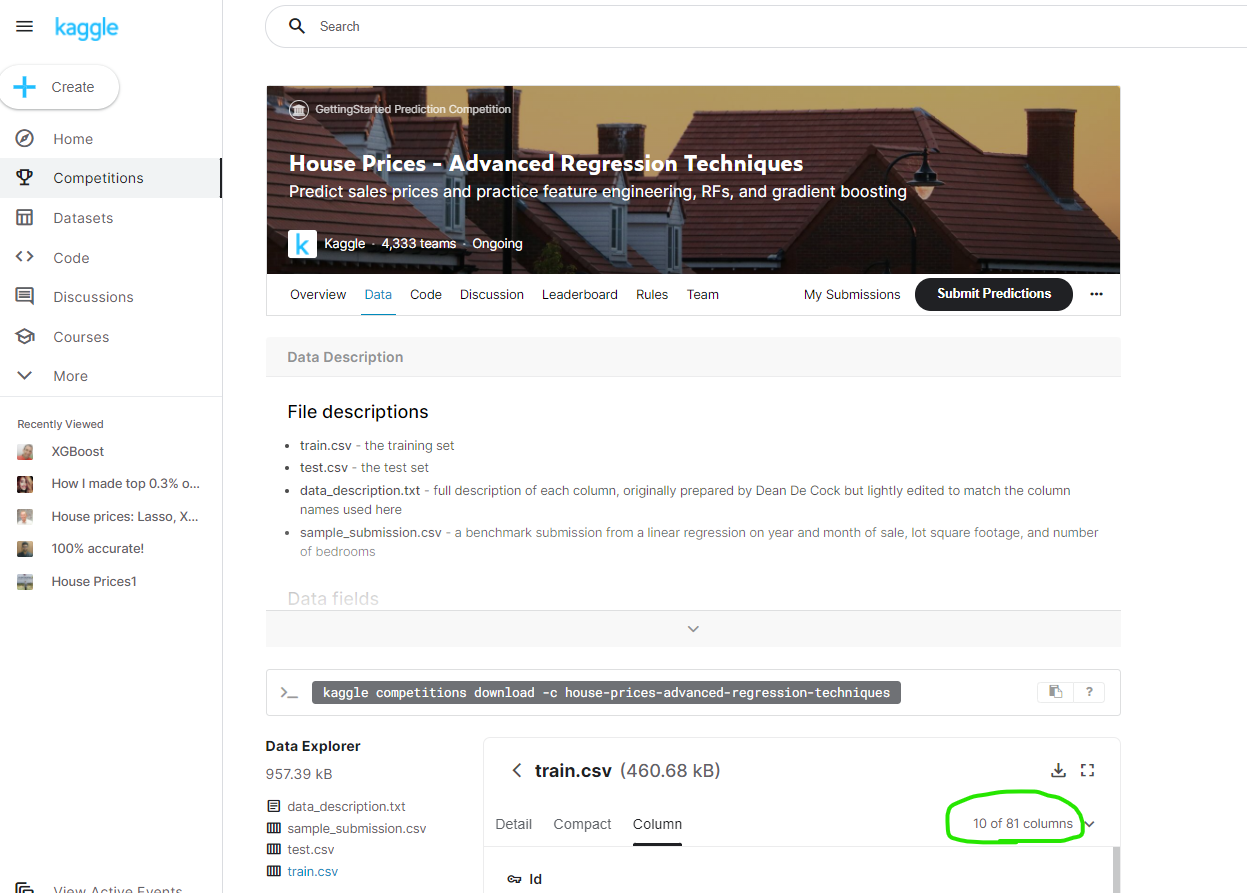 kaggle
Search
Create
Home
Competitions
Datasets
Code
Discussions
Courses
More
Recently Viewed
XGBoost
How I made top 0.3% o...
House prices: Lasso, X...
100% accurate!
House Prices1
View Active Events
GettingStarted Prediction Competition
House Prices - Advanced Regression Techniques
Predict sales prices and practice feature engineering, RFs, and gradient boosting
k Kaggle · 4,333 teams · Ongoing
Overview Data Code Discussion Leaderboard Rules Team My Submissions Submit Predictions ...
Data Description
File descriptions
• train.csv - the training set
• test.csv - the test set
• data_description.txt - full description of each column, originally prepared by Dean De Cock but lightly edited to match the column
names used here
• sample_submission.csv - a benchmark submission from a linear regression on year and month of sale, lot square footage, and number
of bedrooms
Data fields
>_ kaggle competitions download -c house-prices-advanced-regression-techniques ?
Data Explorer
957.39 kB
data_description.txt
sample_submission.csv
test.csv
train.csv
< train.csv (460.68 kB)
Detail Compact Column 10 of 81 columns
Id